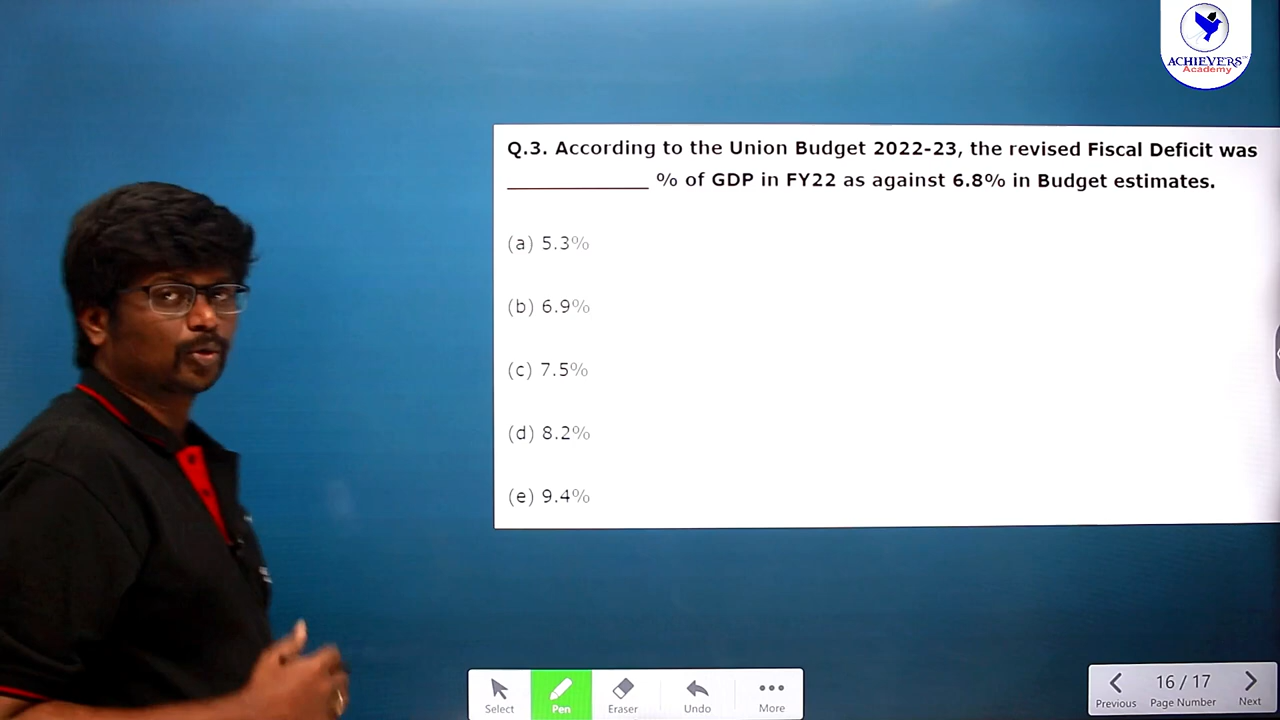 ACHIEVERS
Academy
Q.3. According to the Union Budget 2022-23, the revised Fiscal Deficit was
______________ % of GDP in FY22 as against 6.8% in Budget estimates.
(a) 5.3%
(b) 6.9%
(c) 7.5%
(d) 8.2%
(e) 9.4%
Select Pen Eraser Undo More
16 / 17
Previous Page Number Next